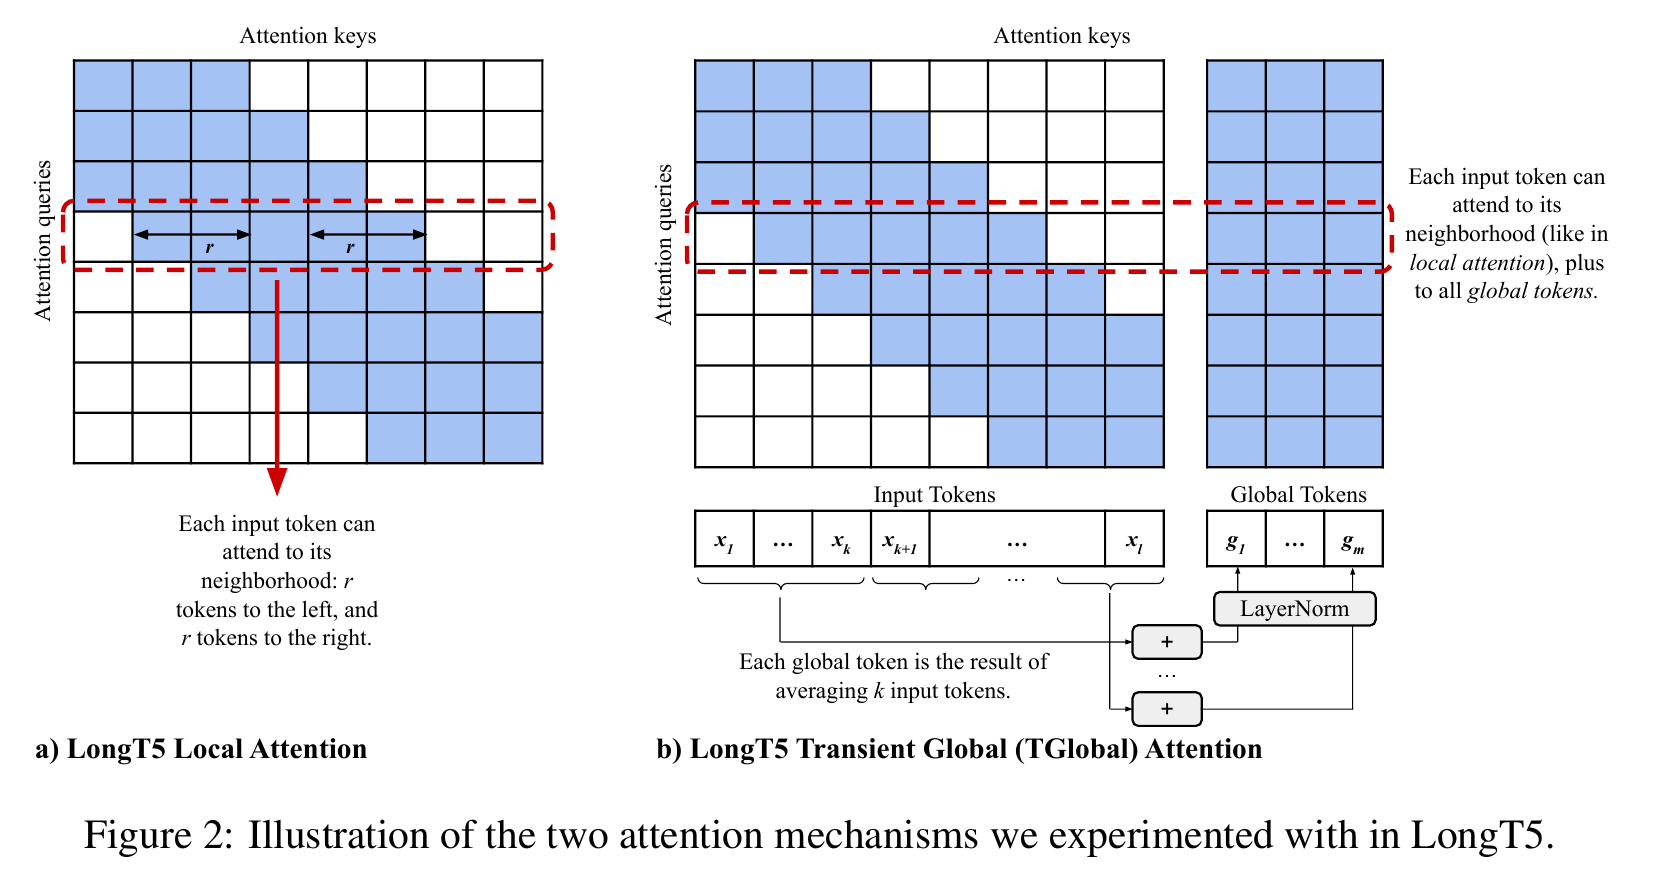 Attention keys
Attention queries
r
r
Each input token can
attend to its
neighborhood: r
tokens to the left, and
r tokens to the right.
a) LongT5 Local Attention
Attention keys
Attention queries
Each input token can
attend to its
neighborhood (like in
local attention), plus
to all global tokens.
Input Tokens
Global Tokens
x1 ... xk xk+1 ... xl
g1 ... gm
...
LayerNorm
+
...
+
Each global token is the result of
averaging k input tokens.
b) LongT5 Transient Global (TGlobal) Attention
Figure 2: Illustration of the two attention mechanisms we experimented with in LongT5.